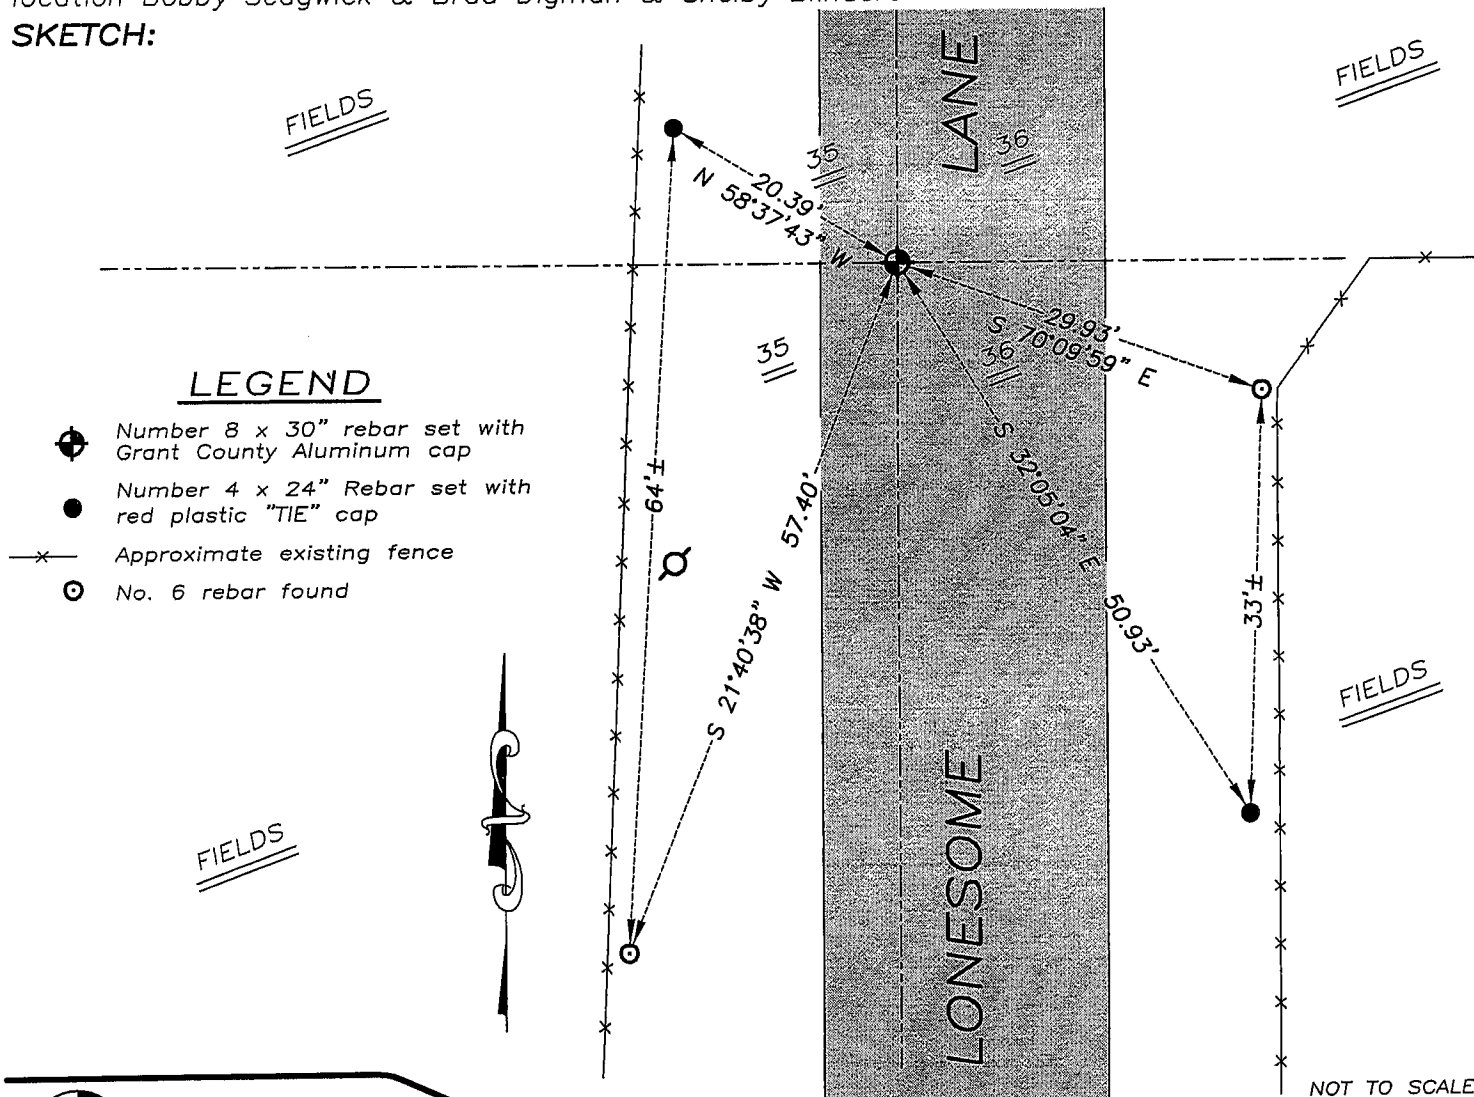 SKETCH:
LANE
FIELDS
FIELDS
35
36
20.39'
N 58°37'43" W
29.93'
S 70°09'59" E
35
36
LEGEND
Number 8 x 30" rebar set with
Grant County Aluminum cap
Number 4 x 24" Rebar set with
red plastic "TIE" cap
Approximate existing fence
No. 6 rebar found
64'±
S 21°40'38" W 57.40'
S 32°05'04" E 50.93'
33'±
FIELDS
FIELDS
LONESOME
NOT TO SCALE